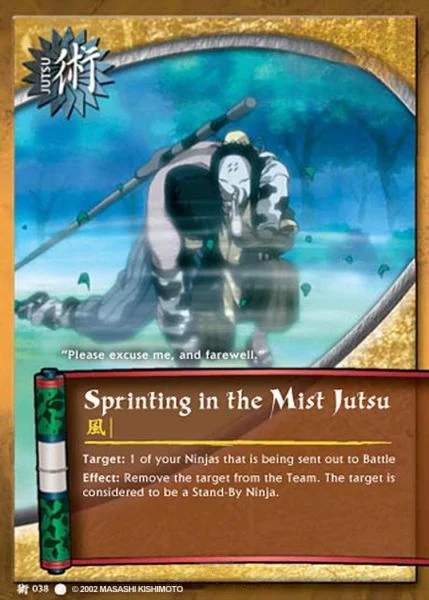 JUTSU
術
"Please excuse me, and farewell."
Sprinting in the Mist Jutsu
風
Target: 1 of your Ninjas that is being sent out to Battle
Effect: Remove the target from the Team. The target is
considered to be a Stand-By Ninja.
術 038 © 2002 MASASHI KISHIMOTO